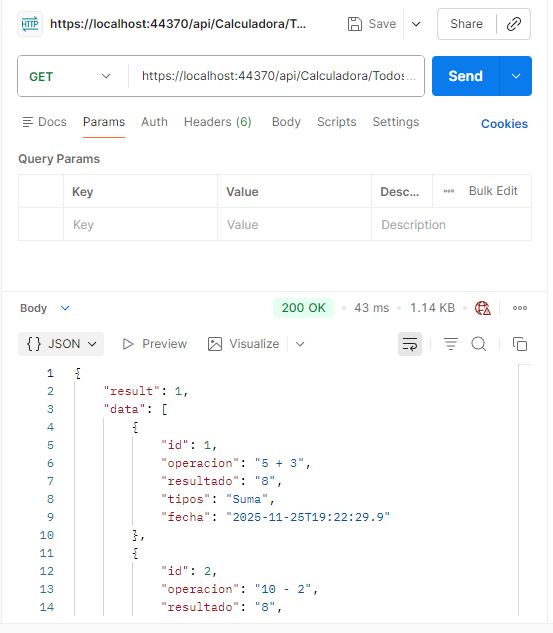 HTTP https://localhost:44370/api/Calculadora/T... Save Share
GET https://localhost:44370/api/Calculadora/Todos... Send
Docs Params Auth Headers (6) Body Scripts Settings Cookies
Query Params
Key Value Desc... Bulk Edit
Key Value Description
Body 200 OK 43 ms 1.14 KB
{} JSON Preview Visualize
1 {
2 "result": 1,
3 "data": [
4 {
5 "id": 1,
6 "operacion": "5 + 3",
7 "resultado": "8",
8 "tipos": "Suma",
9 "fecha": "2025-11-25T19:22:29.9"
10 },
11 {
12 "id": 2,
13 "operacion": "10 - 2",
14 "resultado": "8",